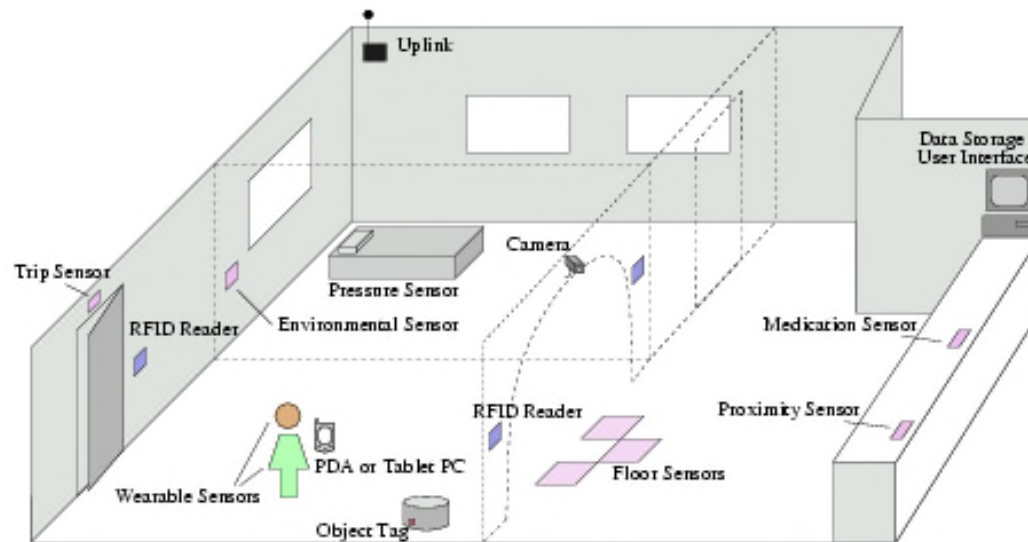 Uplink
Data Storage
User Interface
Camera
Trip Sensor
Pressure Sensor
RFID Reader
Environmental Sensor
Medication Sensor
RFID Reader
Proximity Sensor
PDA or Tablet PC
Floor Sensors
Wearable Sensors
Object Tag